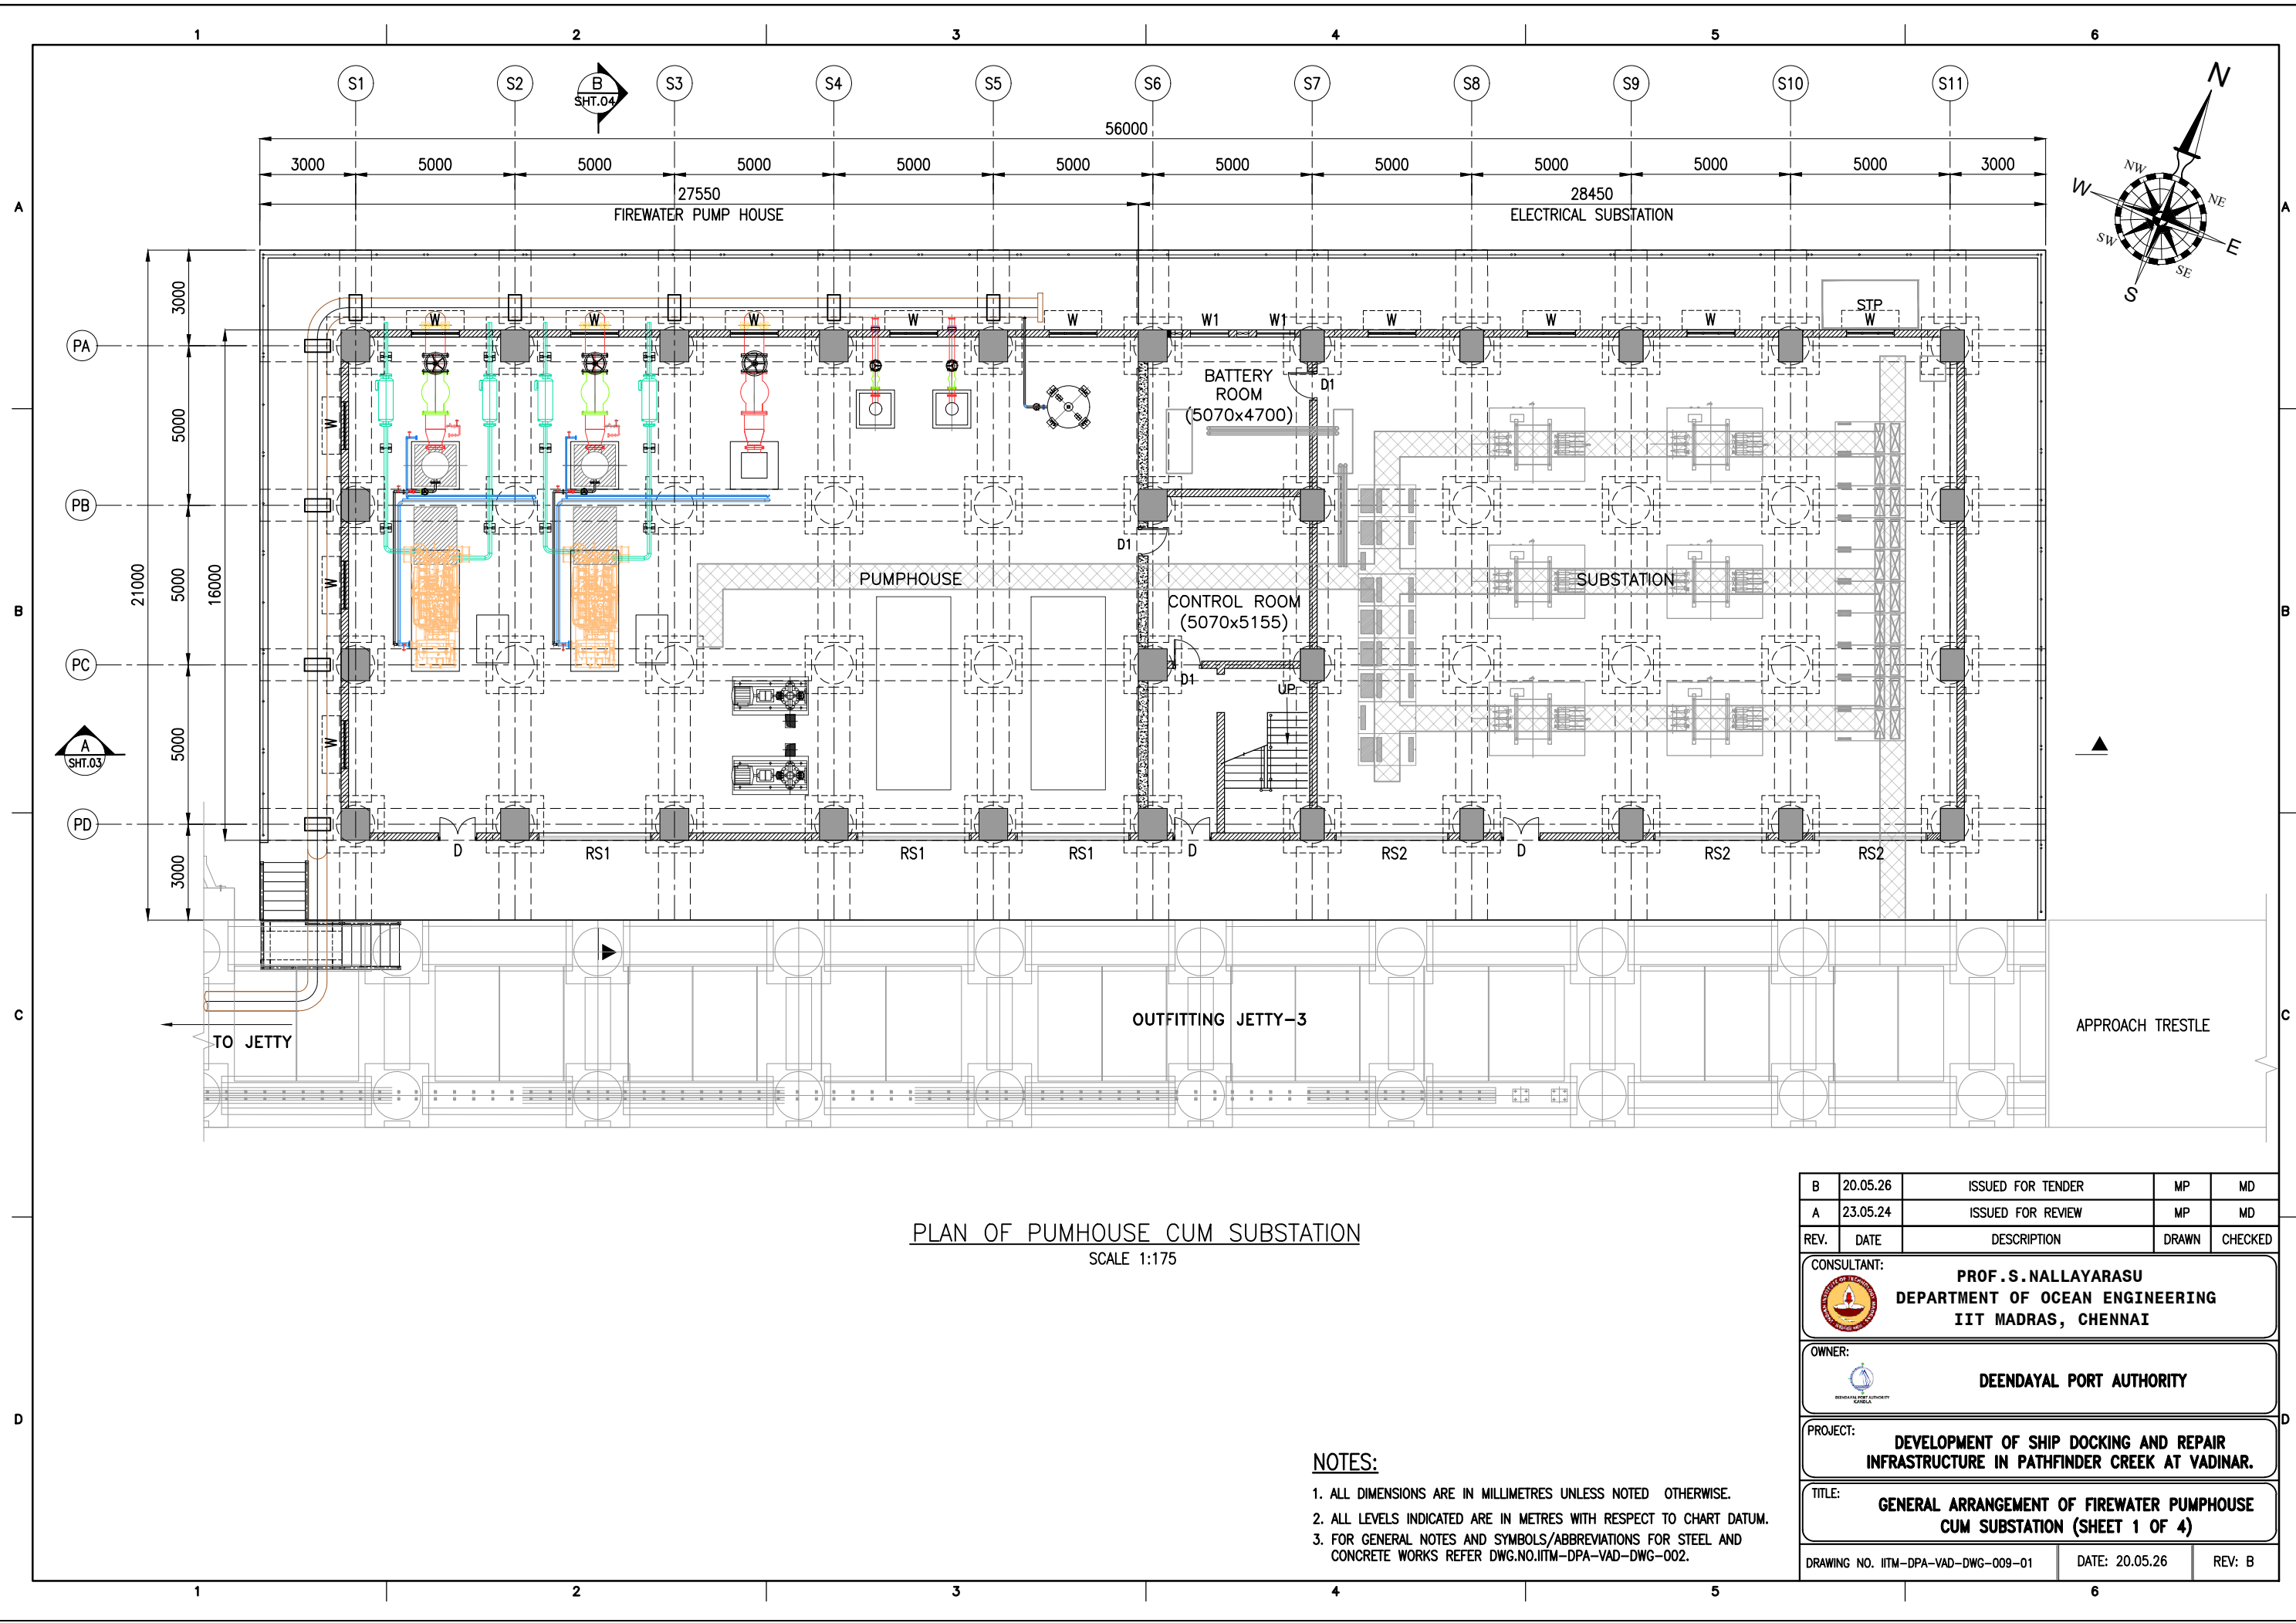 1 2 3 4 5 6
S1 S2 B S3 S4 S5 S6 S7 S8 S9 S10 S11
SHT.04
N
NW NE
W E
SW SE
S
56000
3000 5000 5000 5000 5000 5000 5000 5000 5000 5000 5000 3000
27550 28450
FIREWATER PUMP HOUSE ELECTRICAL SUBSTATION
A A
3000
STP
W W W W W W1 W1 W W W W
PA
BATTERY
ROOM
(5070x4700)
D1
5000
W
PB
D1
21000 5000 16000
W
PUMPHOUSE
SUBSTATION
B B
CONTROL ROOM
(5070x5155)
PC
D1
UP
5000
W
A
SHT.03
PD
D RS1 RS1 RS1 D RS2 D RS2 RS2
3000
C C
OUTFITTING JETTY-3
APPROACH TRESTLE
TO JETTY
PLAN OF PUMHOUSE CUM SUBSTATION
SCALE 1:175
B 20.05.26 ISSUED FOR TENDER MP MD
A 23.05.24 ISSUED FOR REVIEW MP MD
REV. DATE DESCRIPTION DRAWN CHECKED
CONSULTANT:
PROF.S.NALLAYARASU
DEPARTMENT OF OCEAN ENGINEERING
IIT MADRAS, CHENNAI
OWNER:
DEENDAYAL PORT AUTHORITY
DEENDAYAL PORT AUTHORITY
KANDLA
D D
PROJECT:
DEVELOPMENT OF SHIP DOCKING AND REPAIR
INFRASTRUCTURE IN PATHFINDER CREEK AT VADINAR.
TITLE:
GENERAL ARRANGEMENT OF FIREWATER PUMPHOUSE
CUM SUBSTATION (SHEET 1 OF 4)
DRAWING NO. IITM-DPA-VAD-DWG-009-01 DATE: 20.05.26 REV: B
NOTES:
1. ALL DIMENSIONS ARE IN MILLIMETRES UNLESS NOTED OTHERWISE.
2. ALL LEVELS INDICATED ARE IN METRES WITH RESPECT TO CHART DATUM.
3. FOR GENERAL NOTES AND SYMBOLS/ABBREVIATIONS FOR STEEL AND
CONCRETE WORKS REFER DWG.NO.IITM-DPA-VAD-DWG-002.
1 2 3 4 5 6